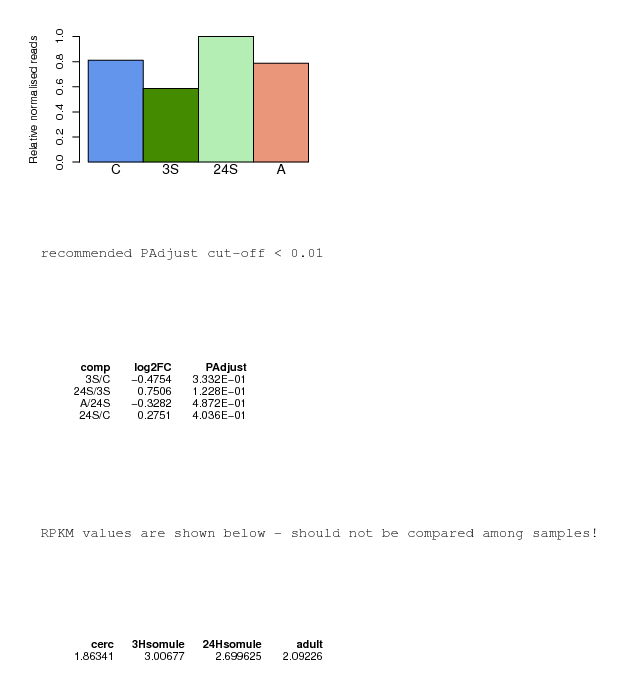 Relative normalised reads
1.0
0.8
0.6
0.4
0.2
0.0
C 3S 24S A
recommended PAdjust cut-off < 0.01
comp log2FC PAdjust
3S/C −0.4754 3.332E−01
24S/3S 0.7506 1.228E−01
A/24S −0.3282 4.872E−01
24S/C 0.2751 4.036E−01
RPKM values are shown below - should not be compared among samples!
cerc 3Hsomule 24Hsomule adult
1.86341 3.00677 2.699625 2.09226